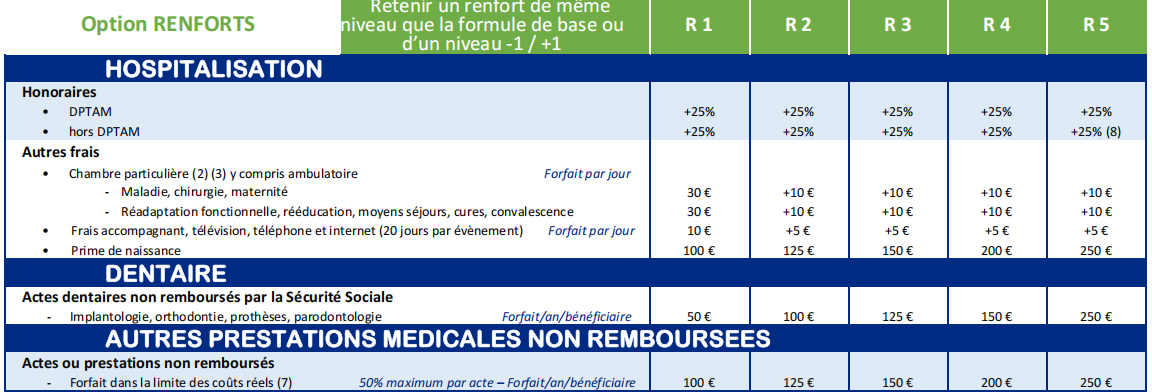 Option RENFORTS Retenir un renfort de même niveau que la formule de base ou d'un niveau -1 / +1 R 1 R 2 R 3 R 4 R 5
HOSPITALISATION
Honoraires
• DPTAM +25% +25% +25% +25% +25%
• hors DPTAM +25% +25% +25% +25% +25% (8)
Autres frais
• Chambre particulière (2) (3) y compris ambulatoire Forfait par jour
- Maladie, chirurgie, maternité 30 € +10 € +10 € +10 € +10 €
- Réadaptation fonctionnelle, rééducation, moyens séjours, cures, convalescence 30 € +10 € +10 € +10 € +10 €
• Frais accompagnant, télévision, téléphone et internet (20 jours par évènement) Forfait par jour 10 € +5 € +5 € +5 € +5 €
• Prime de naissance 100 € 125 € 150 € 200 € 250 €
DENTAIRE
Actes dentaires non remboursés par la Sécurité Sociale
- Implantologie, orthodontie, prothèses, parodontologie Forfait/an/bénéficiaire 50 € 100 € 125 € 150 € 250 €
AUTRES PRESTATIONS MEDICALES NON REMBOURSEES
Actes ou prestations non remboursés
- Forfait dans la limite des coûts réels (7) 50% maximum par acte – Forfait/an/bénéficiaire 100 € 125 € 150 € 200 € 250 €